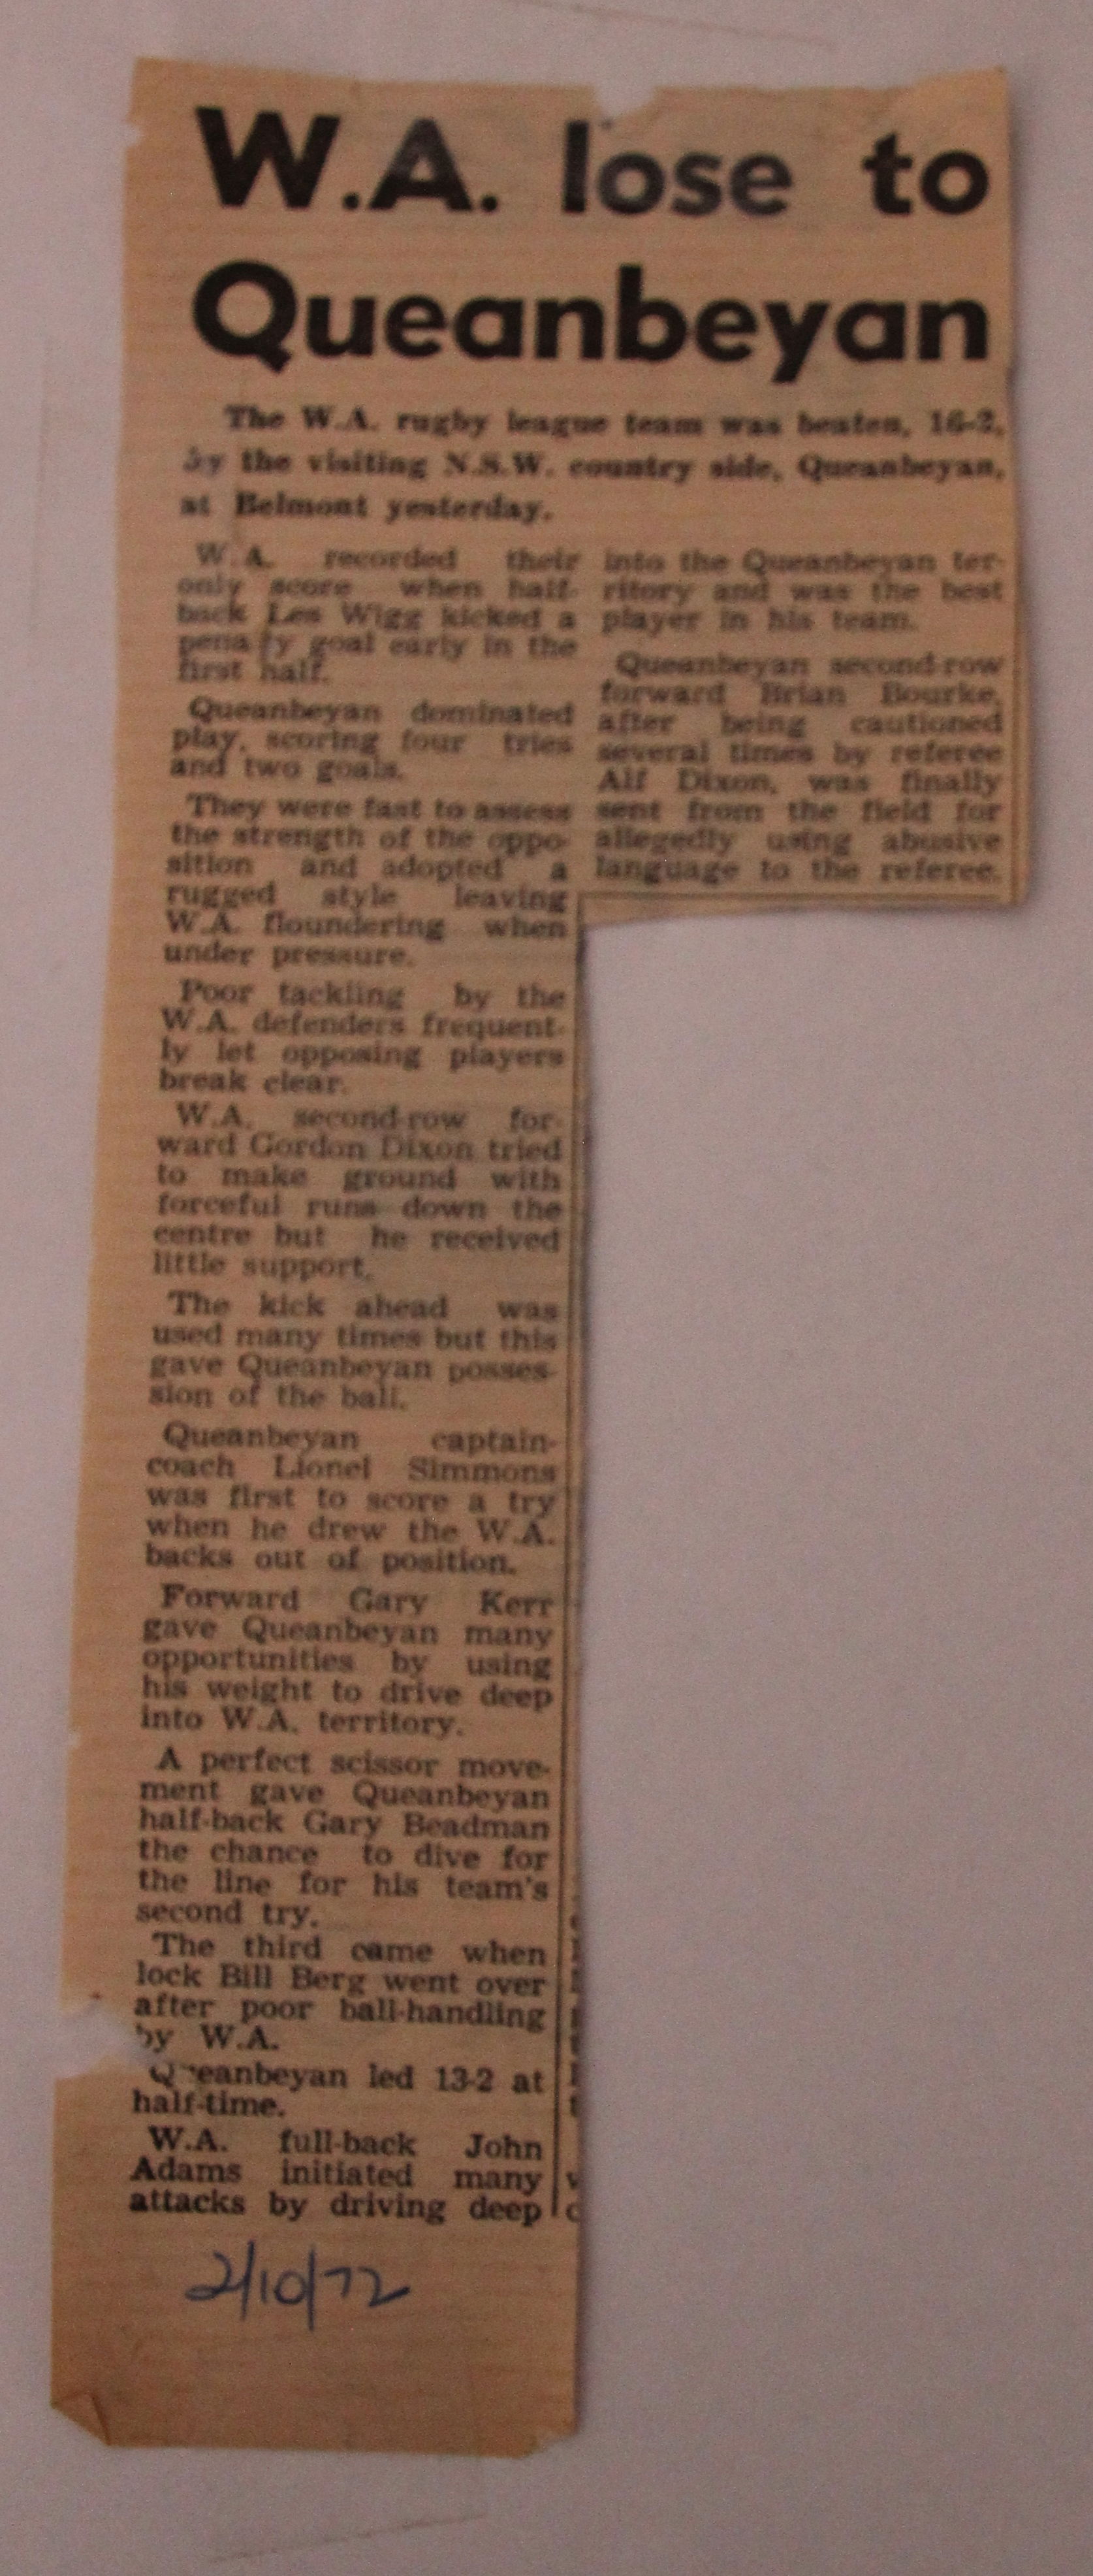 W.A. lose to
Queanbeyan
The W.A. rugby league team was beaten, 16-2,
by the visiting N.S.W. country side, Queanbeyan,
at Belmont yesterday.
W.A. recorded their
only score when half-
back Les Wigg kicked a
penalty goal early in the
first half.
Queanbeyan dominated
play, scoring four tries
and two goals.
They were fast to assess
the strength of the oppo-
sition and adopted a
rugged style leaving
W.A. floundering when
under pressure.
Poor tackling by the
W.A. defenders frequent-
ly let opposing players
break clear.
W.A. second-row for-
ward Gordon Dixon tried
to make ground with
forceful runs down the
centre but he received
little support.
The kick ahead was
used many times but this
gave Queanbeyan posses-
sion of the ball.
Queanbeyan captain-
coach Lionel Simmons
was first to score a try
when he drew the W.A.
backs out of position.
Forward Gary Kerr
gave Queanbeyan many
opportunities by using
his weight to drive deep
into W.A. territory.
A perfect scissor move-
ment gave Queanbeyan
half-back Gary Beadman
the chance to dive for
the line for his team's
second try.
The third came when
lock Bill Berg went over
after poor ball-handling
by W.A.
Queanbeyan led 13-2 at
half-time.
W.A. full-back John
Adams initiated many
attacks by driving deep
into the Queanbeyan ter-
ritory and was the best
player in his team.
Queanbeyan second-row
forward Brian Bourke,
after being cautioned
several times by referee
Alf Dixon, was finally
sent from the field for
allegedly using abusive
language to the referee.
2/10/72